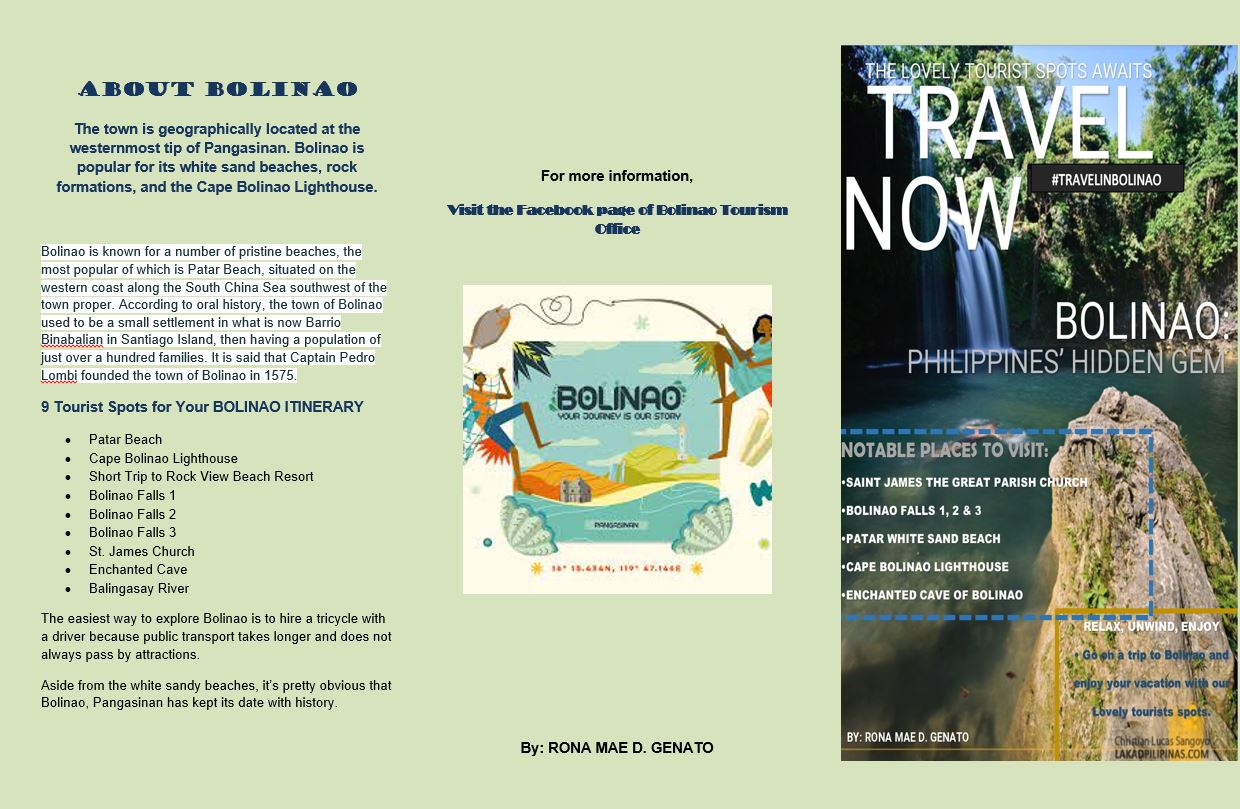 ABOUT BOLINAO
The town is geographically located at the
westernmost tip of Pangasinan. Bolinao is
popular for its white sand beaches, rock
formations, and the Cape Bolinao Lighthouse.
Bolinao is known for a number of pristine beaches, the
most popular of which is Patar Beach, situated on the
western coast along the South China Sea southwest of the
town proper. According to oral history, the town of Bolinao
used to be a small settlement in what is now Barrio
Binabalian in Santiago Island, then having a population of
just over a hundred families. It is said that Captain Pedro
Lombi founded the town of Bolinao in 1575.
9 Tourist Spots for Your BOLINAO ITINERARY
• Patar Beach
• Cape Bolinao Lighthouse
• Short Trip to Rock View Beach Resort
• Bolinao Falls 1
• Bolinao Falls 2
• Bolinao Falls 3
• St. James Church
• Enchanted Cave
• Balingasay River
The easiest way to explore Bolinao is to hire a tricycle with
a driver because public transport takes longer and does not
always pass by attractions.
Aside from the white sandy beaches, it's pretty obvious that
Bolinao, Pangasinan has kept its date with history.
For more information,
Visit the Facebook page of Bolinao Tourism
Office
BOLINAO
YOUR JOURNEY IS OUR STORY
PANGASINAN
16° 18.434N, 119° 47.146E
By: RONA MAE D. GENATO
THE LOVELY TOURIST SPOTS AWAITS
TRAVEL
NOW
#TRAVELINBOLINAO
BOLINAO:
PHILIPPINES' HIDDEN GEM
NOTABLE PLACES TO VISIT:
•SAINT JAMES THE GREAT PARISH CHURCH
•BOLINAO FALLS 1, 2 & 3
•PATAR WHITE SAND BEACH
•CAPE BOLINAO LIGHTHOUSE
•ENCHANTED CAVE OF BOLINAO
RELAX, UNWIND, ENJOY
• Go on a trip to Bolinao and
enjoy your vacation with our
Lovely tourists spots.
Christian Lucas Sangoyo
LAKADPILIPINAS.COM
BY: RONA MAE D. GENATO